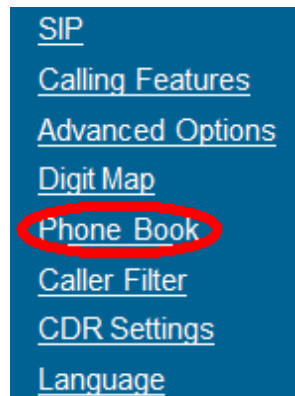 SIP
Calling Features
Advanced Options
Digit Map
Phone Book
Caller Filter
CDR Settings
Language